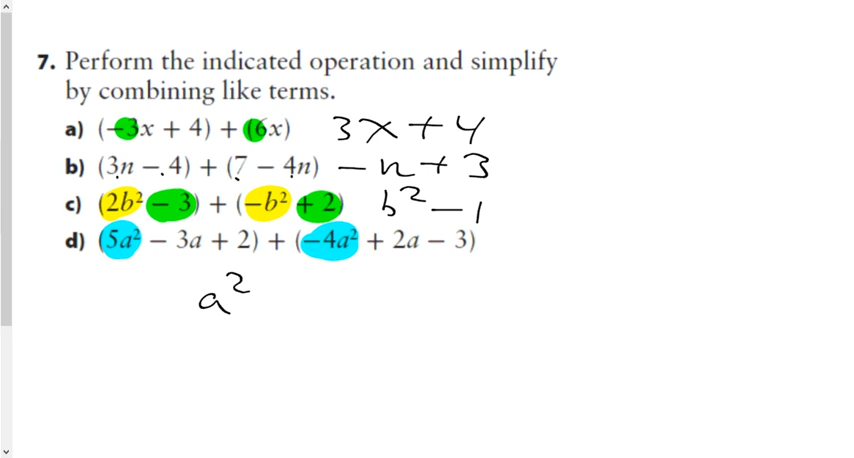 7. Perform the indicated operation and simplify
by combining like terms.
a) (−3x + 4) + (6x) 3x + 4
b) (3n − 4) + (7 − 4n) − n + 3
c) (2b² − 3) + (−b² + 2) b² − 1
d) (5a² − 3a + 2) + (−4a² + 2a − 3)
a²